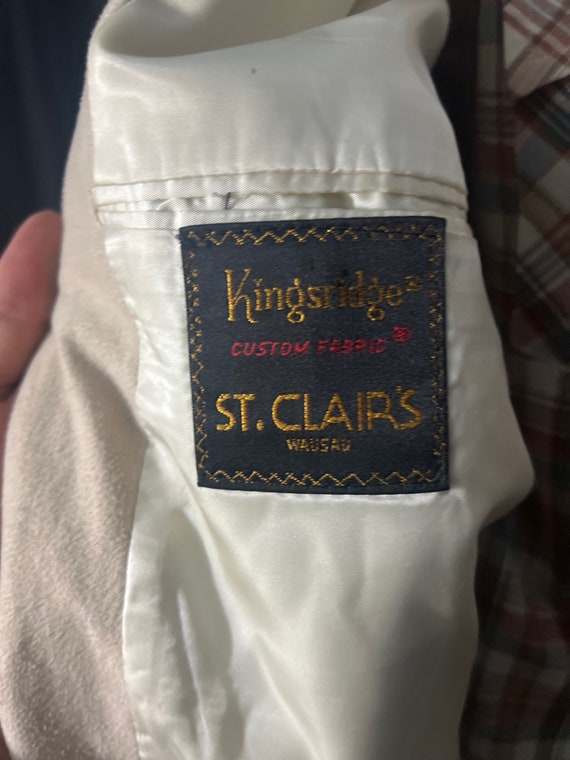 Kingsridge®
CUSTOM FABRIC®
ST. CLAIR'S
WAUSAU